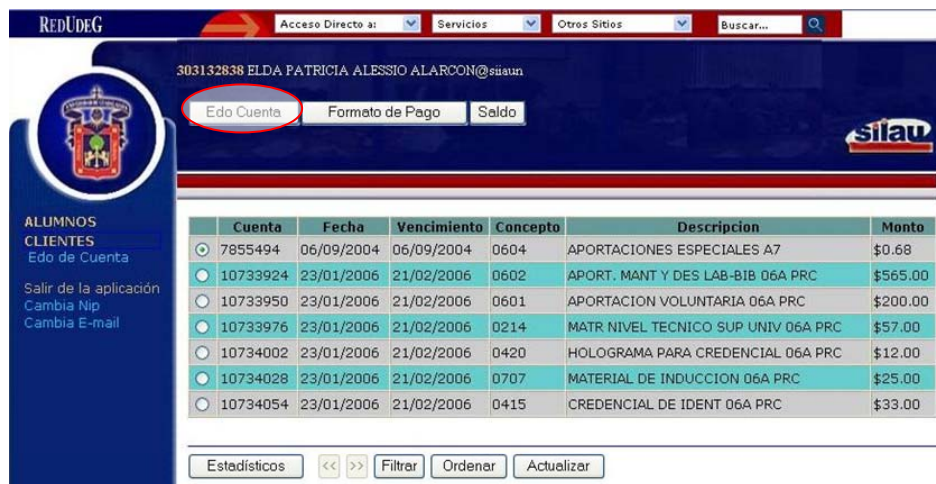 REDUDEG
Acceso Directo a: Servicios Otros Sitios Buscar...
303132838 ELDA PATRICIA ALESSIO ALARCON@siiaun
Edo Cuenta Formato de Pago Saldo
siiau
ALUMNOS
CLIENTES
Edo de Cuenta
Salir de la aplicación
Cambia Nip
Cambia E-mail
Cuenta Fecha Vencimiento Concepto Descripcion Monto
7855494 06/09/2004 06/09/2004 0604 APORTACIONES ESPECIALES A7 $0.68
10733924 23/01/2006 21/02/2006 0602 APORT. MANT Y DES LAB-BIB 06A PRC $565.00
10733950 23/01/2006 21/02/2006 0601 APORTACION VOLUNTARIA 06A PRC $200.00
10733976 23/01/2006 21/02/2006 0214 MATR NIVEL TECNICO SUP UNIV 06A PRC $57.00
10734002 23/01/2006 21/02/2006 0420 HOLOGRAMA PARA CREDENCIAL 06A PRC $12.00
10734028 23/01/2006 21/02/2006 0707 MATERIAL DE INDUCCION 06A PRC $25.00
10734054 23/01/2006 21/02/2006 0415 CREDENCIAL DE IDENT 06A PRC $33.00
Estadísticos << >> Filtrar Ordenar Actualizar